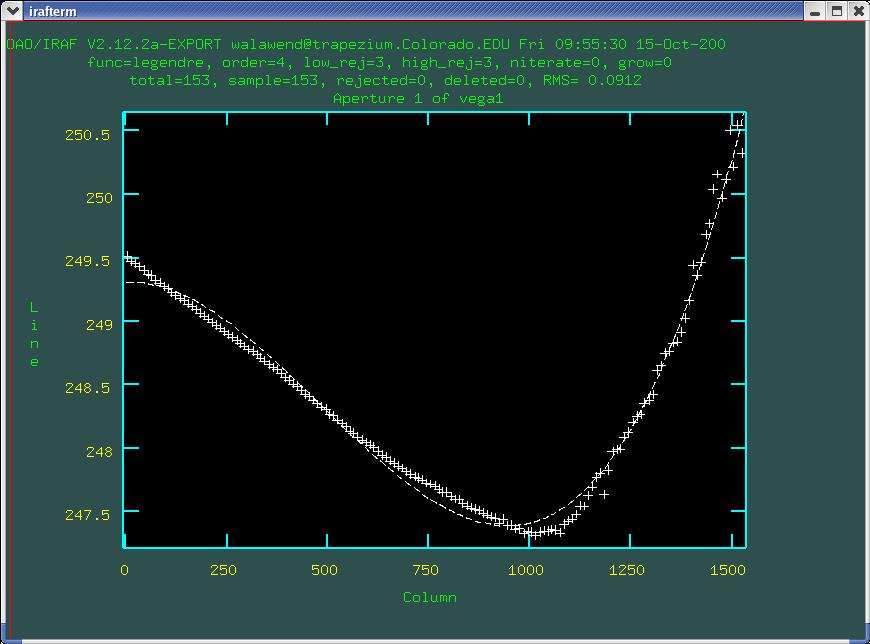 irafterm
OAO/IRAF V2.12.2a-EXPORT walawend@trapezium.Colorado.EDU Fri 09:55:30 15-Oct-200
func=legendre, order=4, low_rej=3, high_rej=3, niterate=0, grow=0
total=153, sample=153, rejected=0, deleted=0, RMS= 0.0912
Aperture 1 of vega1
250.5
250
249.5
249
248.5
248
247.5
Line
0 250 500 750 1000 1250 1500
Column